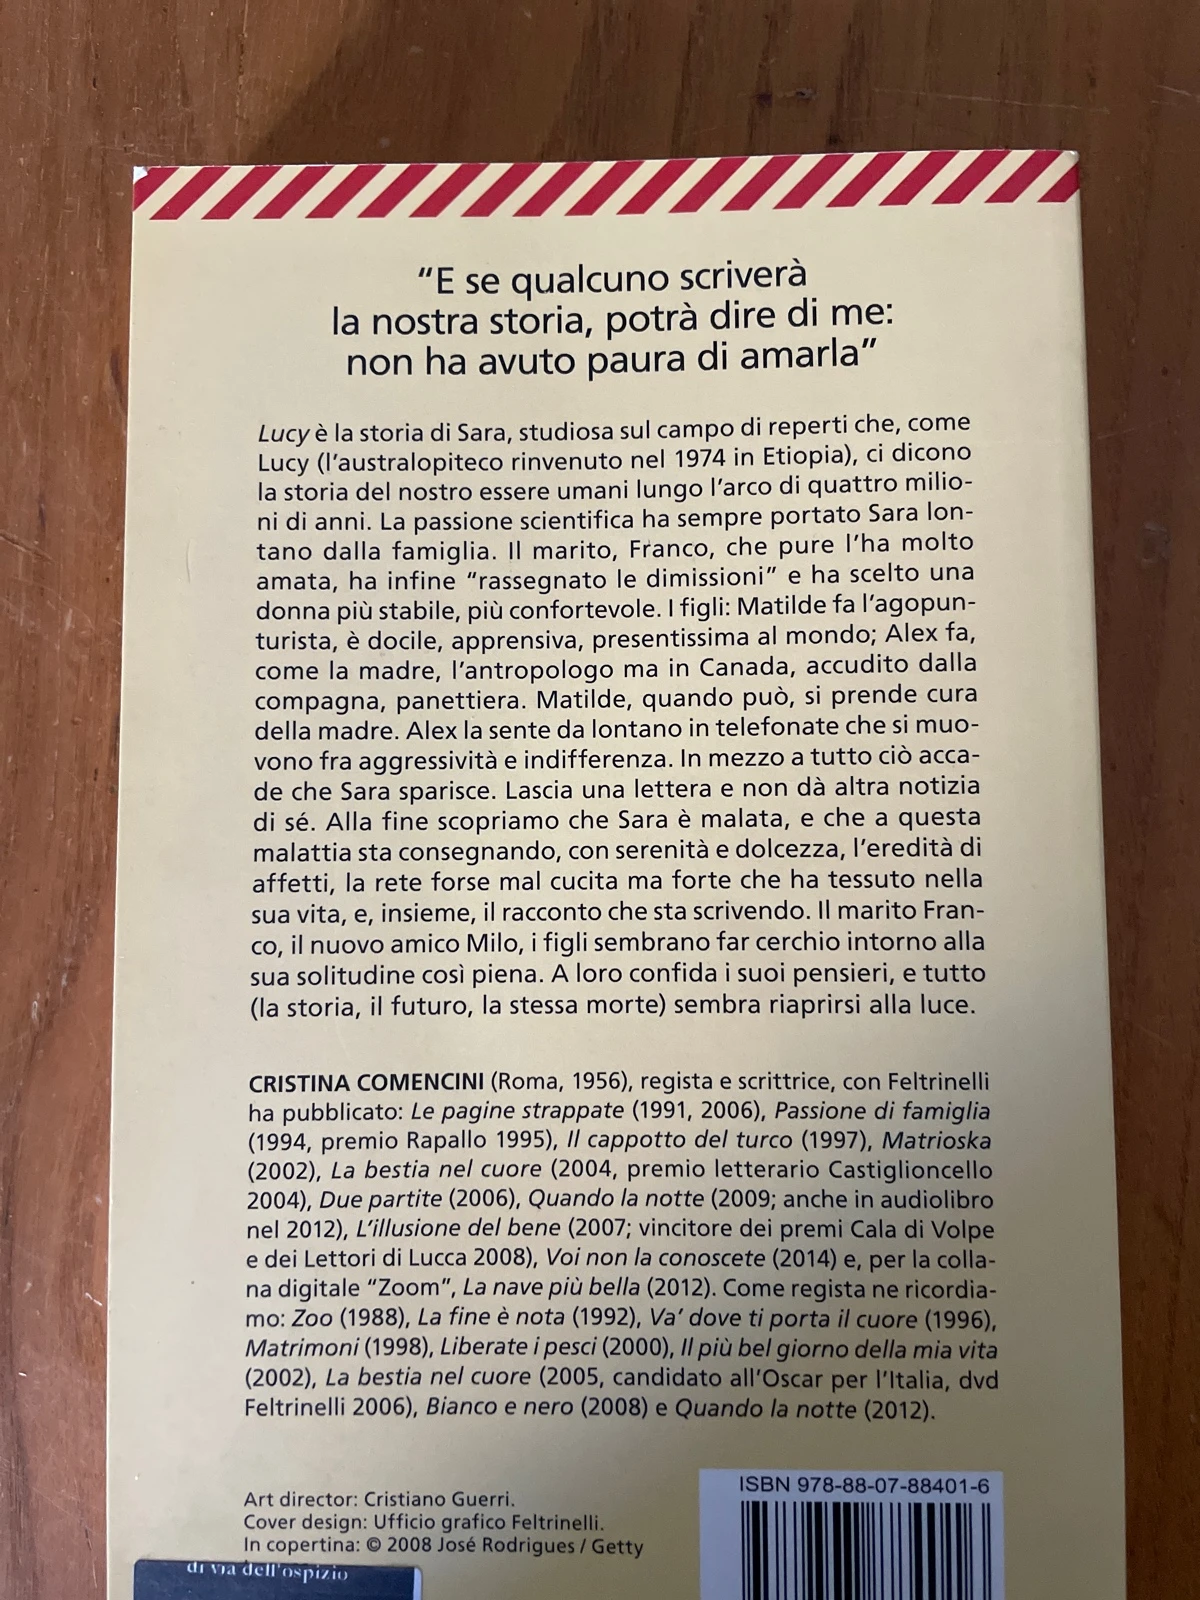 “E se qualcuno scriverà
la nostra storia, potrà dire di me:
non ha avuto paura di amarla”
Lucy è la storia di Sara, studiosa sul campo di reperti che, come
Lucy (l’australopiteco rinvenuto nel 1974 in Etiopia), ci dicono
la storia del nostro essere umani lungo l’arco di quattro milio-
ni di anni. La passione scientifica ha sempre portato Sara lon-
tano dalla famiglia. Il marito, Franco, che pure l’ha molto
amata, ha infine “rassegnato le dimissioni” e ha scelto una
donna più stabile, più confortevole. I figli: Matilde fa l’agopun-
turista, è docile, apprensiva, presentissima al mondo; Alex fa,
come la madre, l’antropologo ma in Canada, accudito dalla
compagna, panettiera. Matilde, quando può, si prende cura
della madre. Alex la sente da lontano in telefonate che si muo-
vono fra aggressività e indifferenza. In mezzo a tutto ciò acca-
de che Sara sparisce. Lascia una lettera e non dà altra notizia
di sé. Alla fine scopriamo che Sara è malata, e che a questa
malattia sta consegnando, con serenità e dolcezza, l’eredità di
affetti, la rete forse mal cucita ma forte che ha tessuto nella
sua vita, e, insieme, il racconto che sta scrivendo. Il marito Fran-
co, il nuovo amico Milo, i figli sembrano far cerchio intorno alla
sua solitudine così piena. A loro confida i suoi pensieri, e tutto
(la storia, il futuro, la stessa morte) sembra riaprirsi alla luce.
CRISTINA COMENCINI (Roma, 1956), regista e scrittrice, con Feltrinelli
ha pubblicato: Le pagine strappate (1991, 2006), Passione di famiglia
(1994, premio Rapallo 1995), Il cappotto del turco (1997), Matrioska
(2002), La bestia nel cuore (2004, premio letterario Castiglioncello
2004), Due partite (2006), Quando la notte (2009; anche in audiolibro
nel 2012), L’illusione del bene (2007; vincitore dei premi Cala di Volpe
e dei Lettori di Lucca 2008), Voi non la conoscete (2014) e, per la colla-
na digitale “Zoom”, La nave più bella (2012). Come regista ne ricordia-
mo: Zoo (1988), La fine è nota (1992), Va’ dove ti porta il cuore (1996),
Matrimoni (1998), Liberate i pesci (2000), Il più bel giorno della mia vita
(2002), La bestia nel cuore (2005, candidato all’Oscar per l’Italia, dvd
Feltrinelli 2006), Bianco e nero (2008) e Quando la notte (2012).
Art director: Cristiano Guerri.
Cover design: Ufficio grafico Feltrinelli.
In copertina: © 2008 José Rodrigues / Getty
di via dell'ospizio
ISBN 978-88-07-88401-6